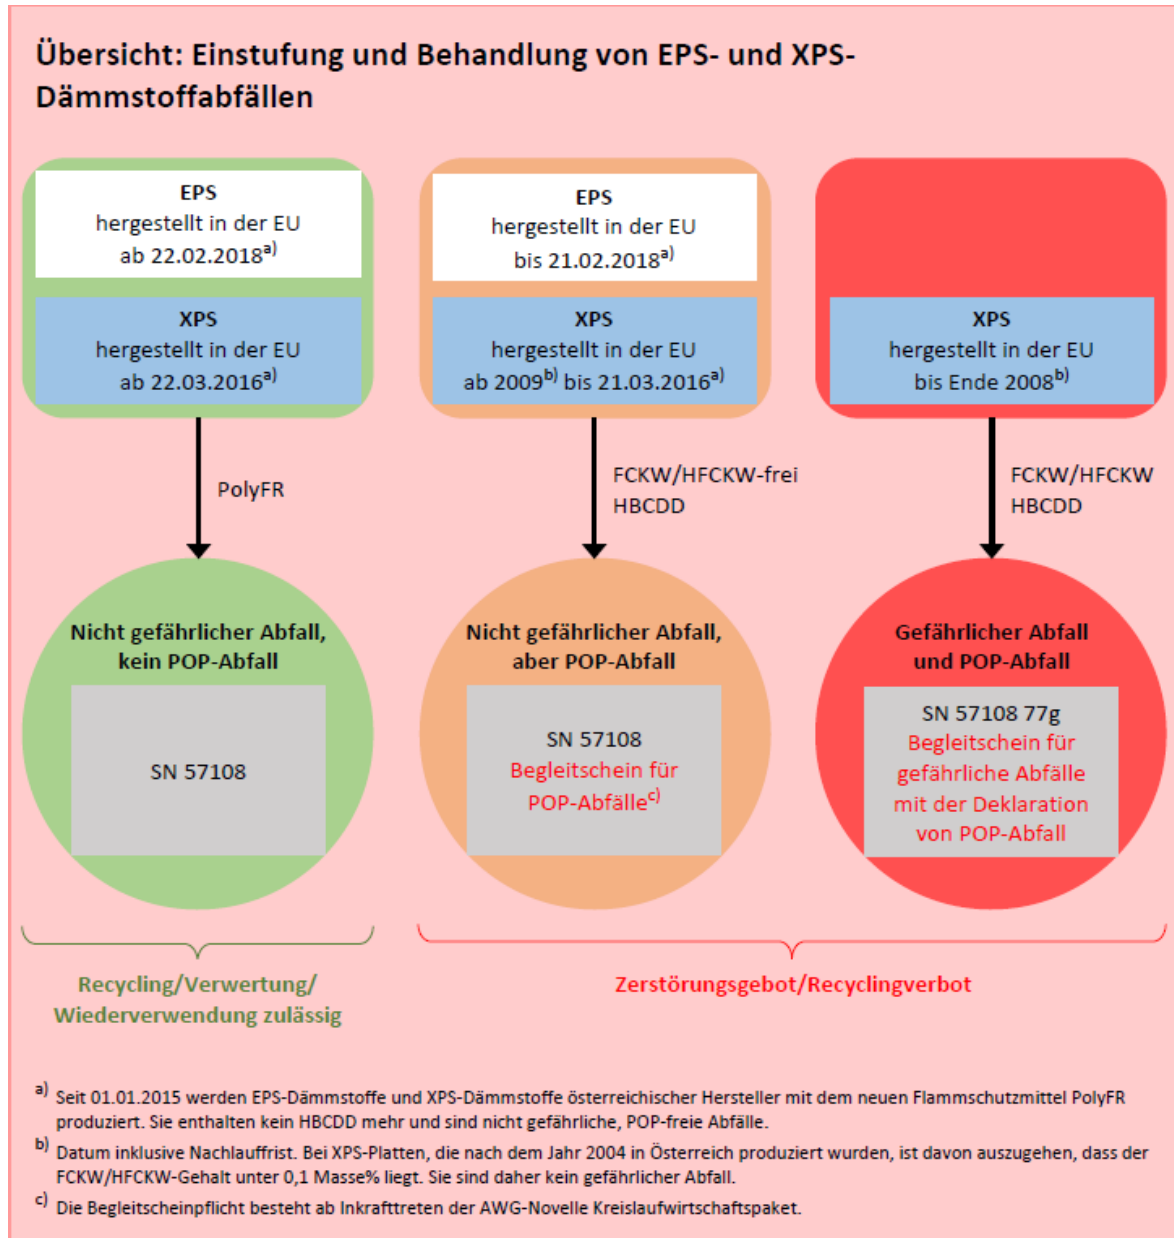 Übersicht: Einstufung und Behandlung von EPS- und XPS-
Dämmstoffabfällen
EPS
hergestellt in der EU
ab 22.02.2018a)
XPS
hergestellt in der EU
ab 22.03.2016a)
PolyFR
Nicht gefährlicher Abfall,
kein POP-Abfall
SN 57108
EPS
hergestellt in der EU
bis 21.02.2018a)
XPS
hergestellt in der EU
ab 2009b) bis 21.03.2016a)
FCKW/HFCKW-frei
HBCDD
Nicht gefährlicher Abfall,
aber POP-Abfall
SN 57108
Begleitschein für
POP-Abfällec)
XPS
hergestellt in der EU
bis Ende 2008b)
FCKW/HFCKW
HBCDD
Gefährlicher Abfall
und POP-Abfall
SN 57108 77g
Begleitschein für
gefährliche Abfälle
mit der Deklaration
von POP-Abfall
Recycling/Verwertung/
Wiederverwendung zulässig
Zerstörungsgebot/Recyclingverbot
a) Seit 01.01.2015 werden EPS-Dämmstoffe und XPS-Dämmstoffe österreichischer Hersteller mit dem neuen Flammschutzmittel PolyFR
produziert. Sie enthalten kein HBCDD mehr und sind nicht gefährliche, POP-freie Abfälle.
b) Datum inklusive Nachlauffrist. Bei XPS-Platten, die nach dem Jahr 2004 in Österreich produziert wurden, ist davon auszugehen, dass der
FCKW/HFCKW-Gehalt unter 0,1 Masse% liegt. Sie sind daher kein gefährlicher Abfall.
c) Die Begleitscheinpflicht besteht ab Inkrafttreten der AWG-Novelle Kreislaufwirtschaftspaket.